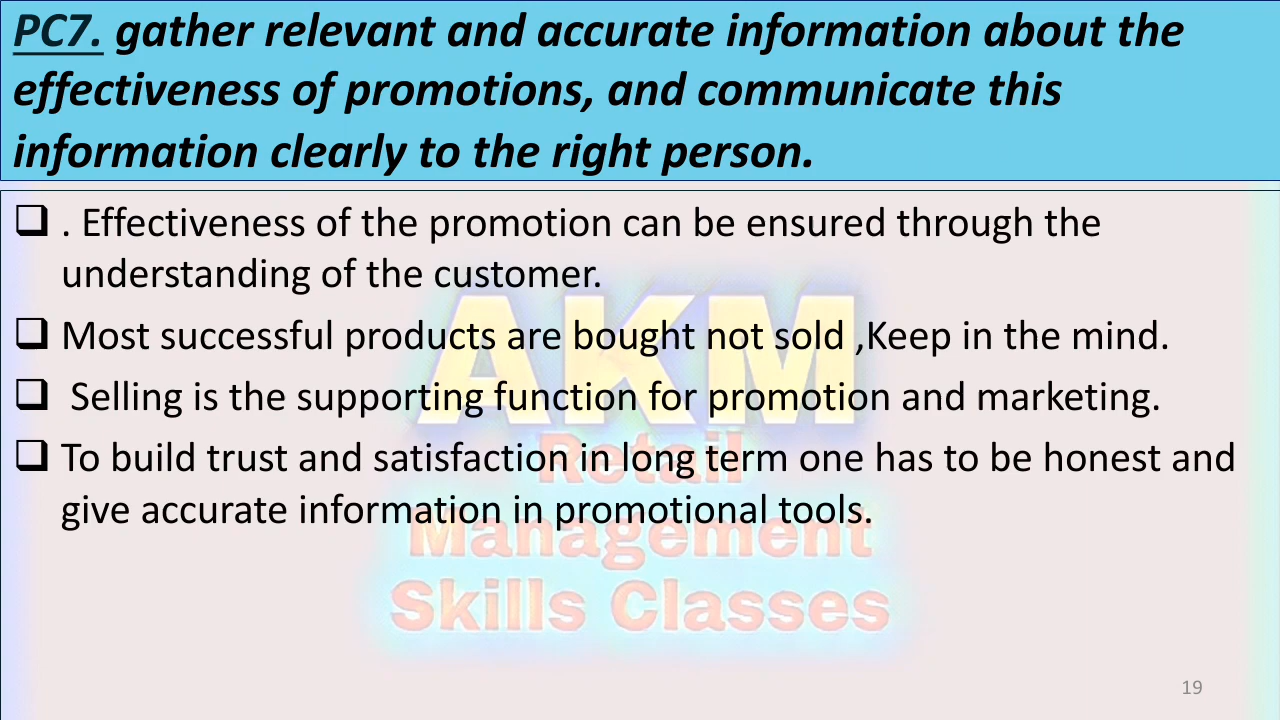 PC7. gather relevant and accurate information about the
effectiveness of promotions, and communicate this
information clearly to the right person.
❑ . Effectiveness of the promotion can be ensured through the
understanding of the customer.
❑ Most successful products are bought not sold ,Keep in the mind.
❑ Selling is the supporting function for promotion and marketing.
❑ To build trust and satisfaction in long term one has to be honest and
give accurate information in promotional tools.
AKM
Retail
Management
Skills Classes
19